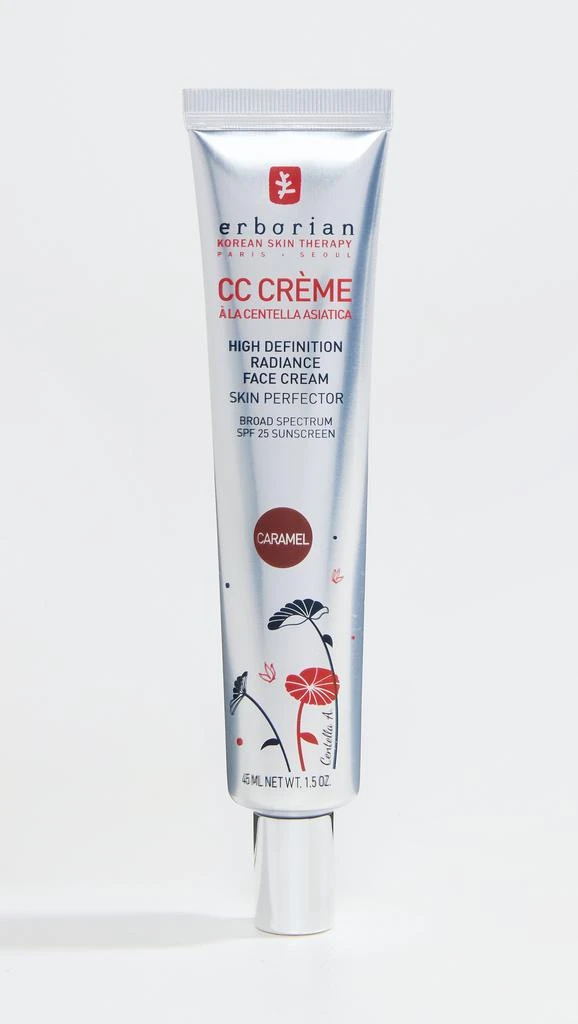 erborian
KOREAN SKIN THERAPY
PARIS • SEOUL
CC CRÈME
À LA CENTELLA ASIATICA
HIGH DEFINITION
RADIANCE
FACE CREAM
SKIN PERFECTOR
BROAD SPECTRUM
SPF 25 SUNSCREEN
CARAMEL
Centella A.
45 ML NET WT. 1.5 OZ.